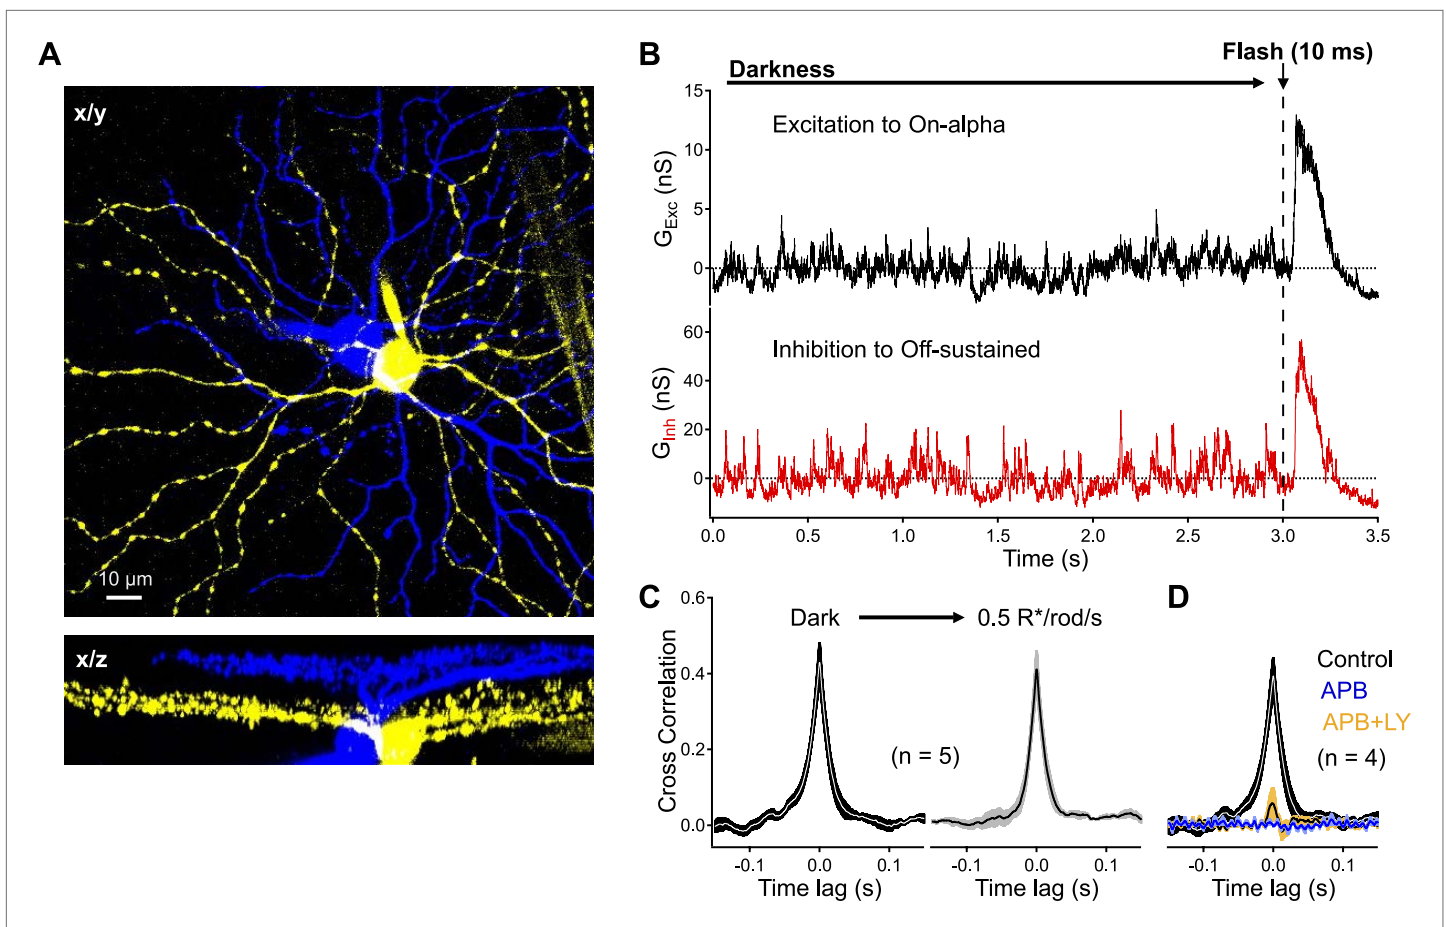 A
x/y
10 µm
x/z
B
Flash (10 ms)
Darkness
15
10
5
0
G_Exc (nS)
Excitation to On-alpha
60
40
20
0
G_Inh (nS)
Inhibition to Off-sustained
0.0 0.5 1.0 1.5 2.0 2.5 3.0 3.5
Time (s)
C
0.6
0.4
0.2
0.0
Cross Correlation
Dark
0.5 R*/rod/s
(n = 5)
-0.1 0.0 0.1
Time lag (s)
-0.1 0.0 0.1
Time lag (s)
D
Control
APB
APB+LY
(n = 4)
-0.1 0.0 0.1
Time lag (s)